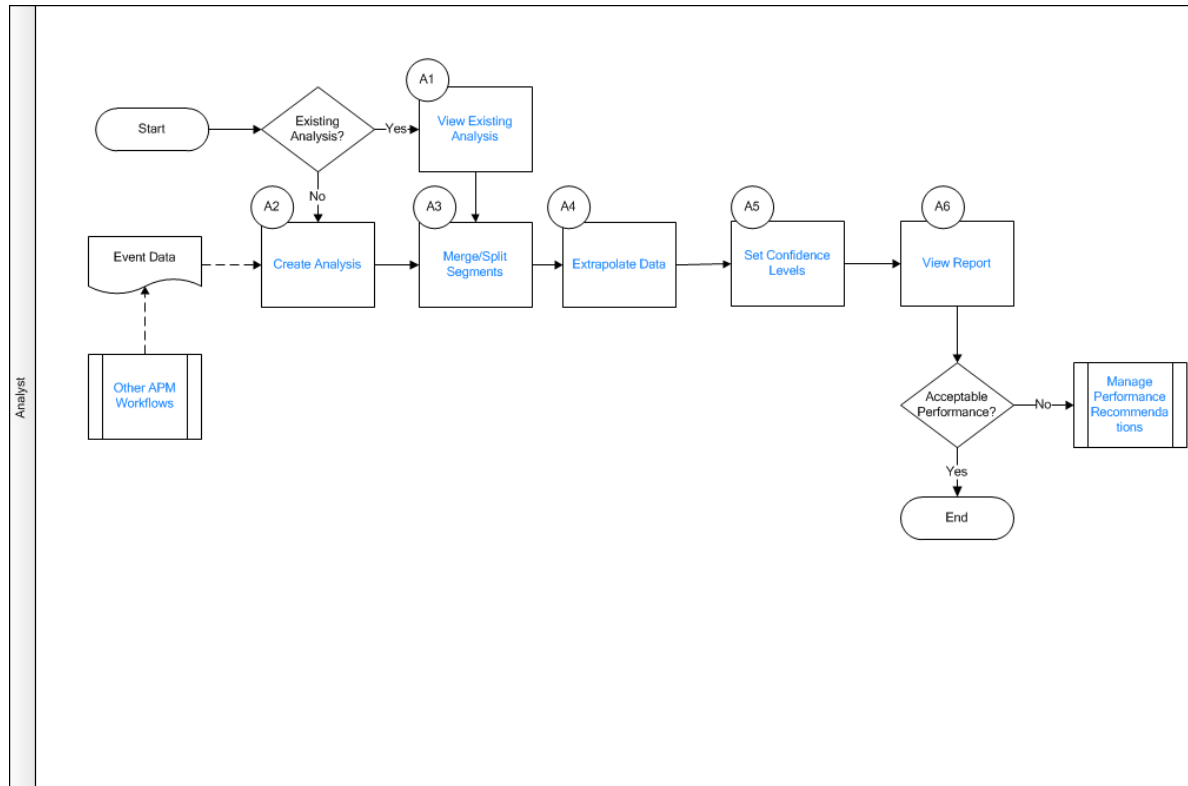 A1
Start
Existing
Analysis?
Yes
View Existing
Analysis
No
A2
A3
A4
A5
A6
Event Data
Create Analysis
Merge/Split
Segments
Extrapolate Data
Set Confidence
Levels
View Report
Other APM
Workflows
Analyst
Acceptable
Performance?
No
Manage
Performance
Recommenda
tions
Yes
End